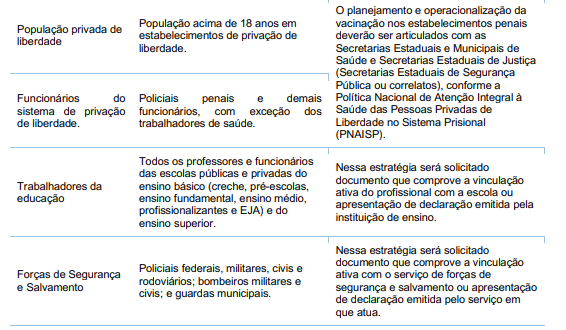 População privada de
liberdade
População acima de 18 anos em
estabelecimentos de privação de
liberdade.
O planejamento e operacionalização da
vacinação nos estabelecimentos penais
deverão ser articulados com as
Secretarias Estaduais e Municipais de
Saúde e Secretarias Estaduais de Justiça
(Secretarias Estaduais de Segurança
Pública ou correlatos), conforme a
Política Nacional de Atenção Integral à
Saúde das Pessoas Privadas de
Liberdade no Sistema Prisional
(PNAISP).
Funcionários do
sistema de privação
de liberdade.
Policiais penais e demais
funcionários, com exceção dos
trabalhadores de saúde.
Trabalhadores da
educação
Todos os professores e funcionários
das escolas públicas e privadas do
ensino básico (creche, pré-escolas,
ensino fundamental, ensino médio,
profissionalizantes e EJA) e do
ensino superior.
Nessa estratégia será solicitado
documento que comprove a vinculação
ativa do profissional com a escola ou
apresentação de declaração emitida pela
instituição de ensino.
Forças de Segurança
e Salvamento
Policiais federais, militares, civis e
rodoviários; bombeiros militares e
civis; e guardas municipais.
Nessa estratégia será solicitado
documento que comprove a vinculação
ativa com o serviço de forças de
segurança e salvamento ou apresentação
de declaração emitida pelo serviço em
que atua.